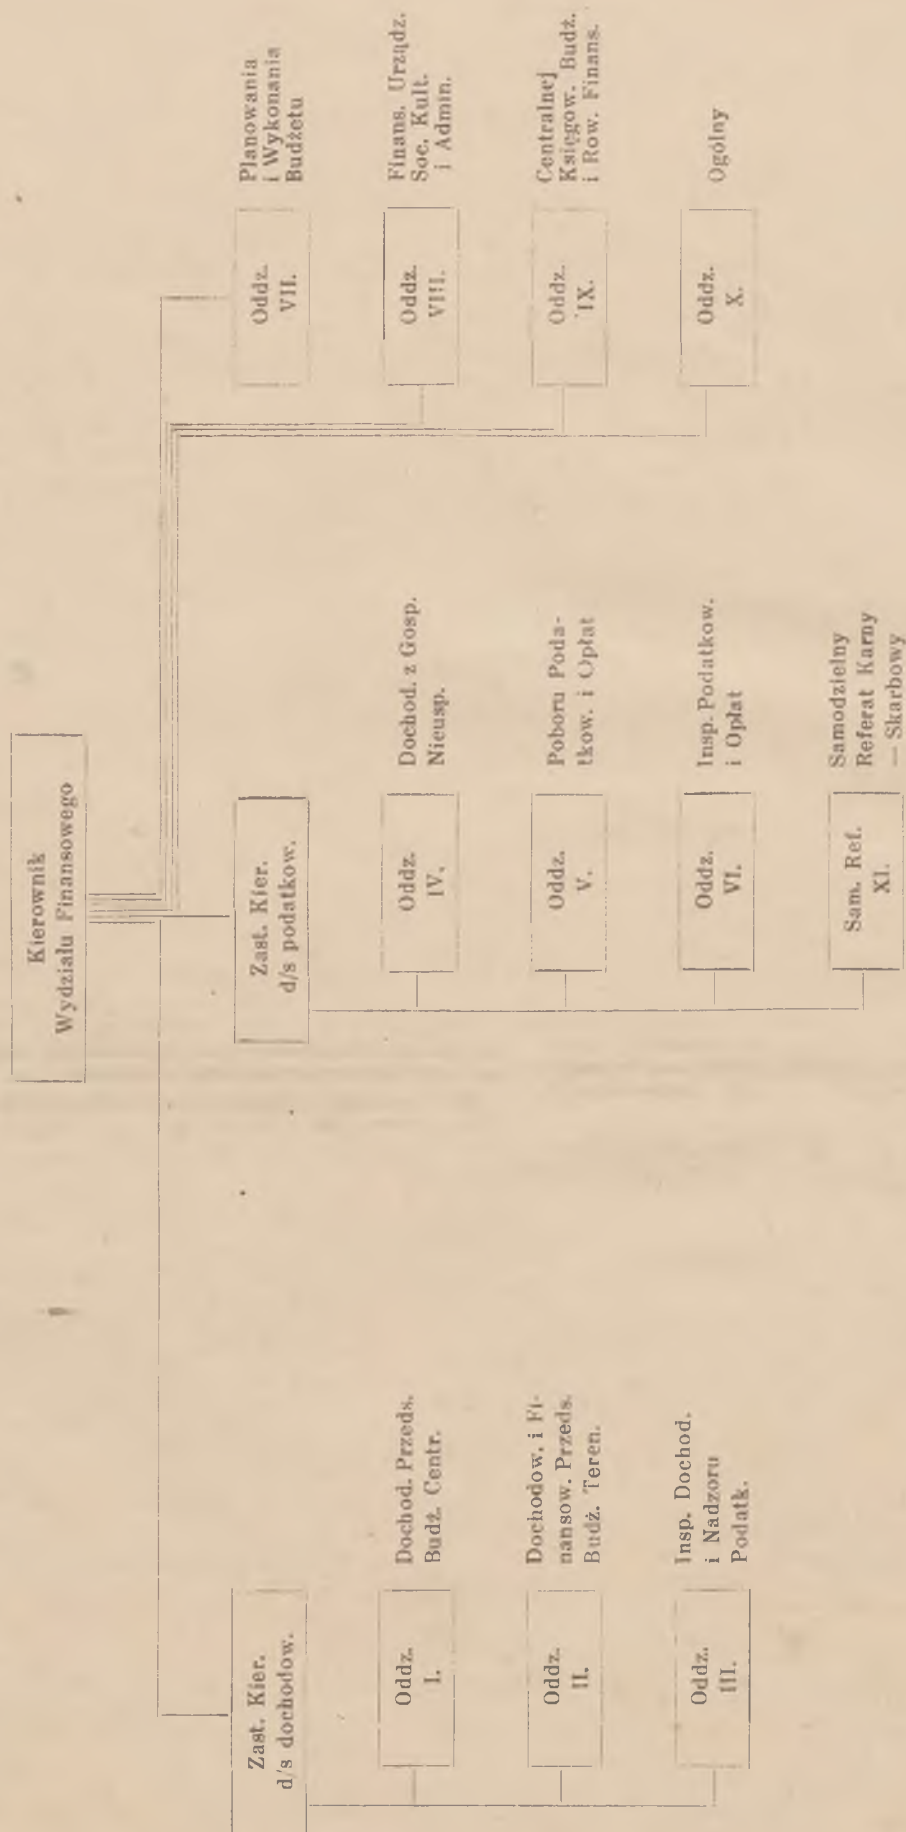 Kierownik
Wydziału Finansowego
Zast. Kier.
d/s dochodow.
Oddz.
I.
Dochod. Przeds.
Budż. Centr.
Oddz.
II.
Dochodow. i Fi-
nansow. Przeds.
Budż. Teren.
Oddz.
III.
Insp. Dochod.
i Nadzoru
Podatk.
Zast. Kier.
d/s podatkow.
Oddz.
IV.
Dochod. z Gosp.
Nieusp.
Oddz.
V.
Poboru Poda-
tkow. i Opłat
Oddz.
VI.
Insp. Podatkow.
i Opłat
Sam. Ref.
XI.
Samodzielny
Referat Karny
— Skarbowy
Oddz.
VII.
Planowania
i Wykonania
Budżetu
Oddz.
VIII.
Finans. Urządz.
Soc. Kult.
i Admin.
Oddz.
IX.
Centralnej
Księgow. Budż.
i Row. Finans.
Oddz.
X.
Ogólny